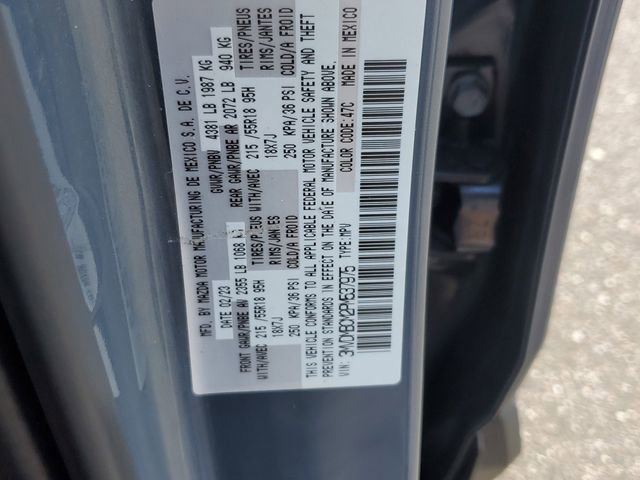 MFD. BY MAZDA MOTOR MANUFACTURING DE MEXICO S.A. DE C.V.
DATE: 02/23 GVWR/PNBV 4381 LB 1987 KG
FRONT GAWR/PNBE AV 2355 LB 1068 KG REAR GAWR/PNBE AR 2072 LB 940 KG
WITH/AVEC 215/55R18 95H TIRES/PNEUS WITH/AVEC 215/55R18 95H TIRES/PNEUS
18X7J RIMS/JANTES 18X7J RIMS/JANTES
250 KPA/36 PSI COLD/A FROID 250 KPA/36 PSI COLD/A FROID
THIS VEHICLE CONFORMS TO ALL APPLICABLE FEDERAL MOTOR VEHICLE SAFETY AND THEFT
PREVENTION STANDARDS IN EFFECT ON THE DATE OF MANUFACTURE SHOWN ABOVE.
VIN: 3MVDMBCM2PM537975 TYPE:MPV COLOR CODE:47C MADE IN MEXICO